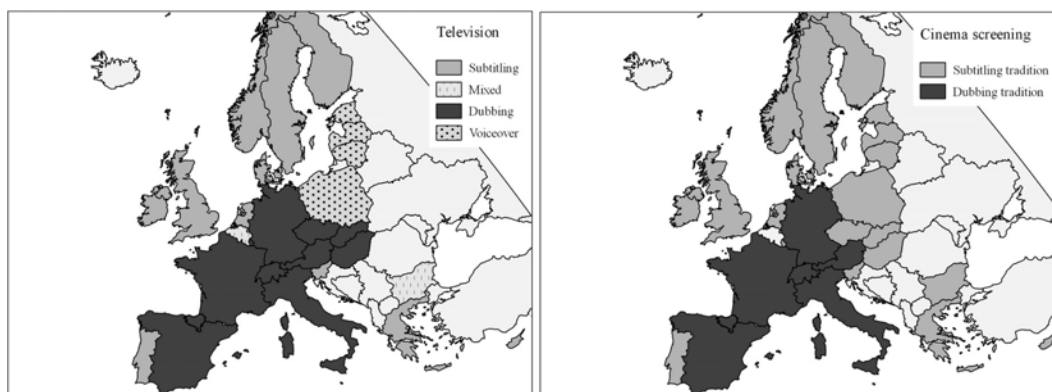 Television
Subtitling
Mixed
Dubbing
Voiceover
Cinema screening
Subtitling tradition
Dubbing tradition